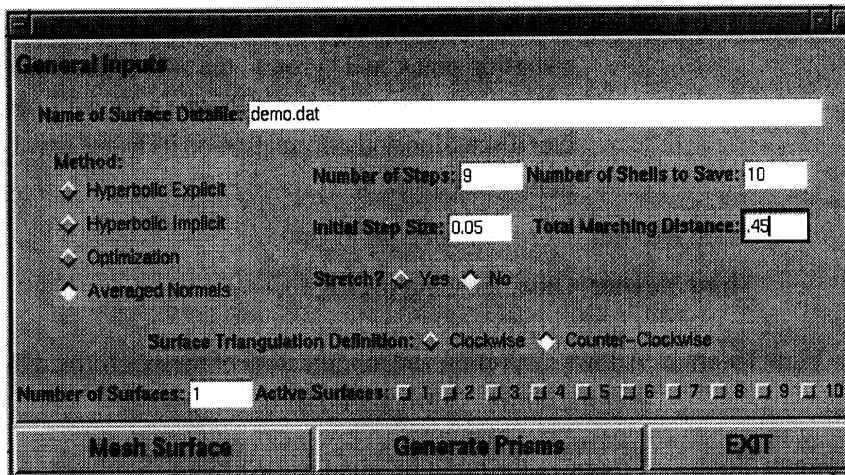 General Inputs
Name of Surface Datafile: demo.dat
Method:
Hyperbolic Explicit
Hyperbolic Implicit
Optimization
Averaged Normals
Number of Steps: 9 Number of Shells to Save: 10
Initial Step Size: 0.05 Total Marching Distance: .45
Stretch? Yes No
Surface Triangulation Definition: Clockwise Counter-Clockwise
Number of Surfaces: 1 Active Surfaces: 1 2 3 4 5 6 7 8 9 10
Mesh Surface Generate Prisms EXIT